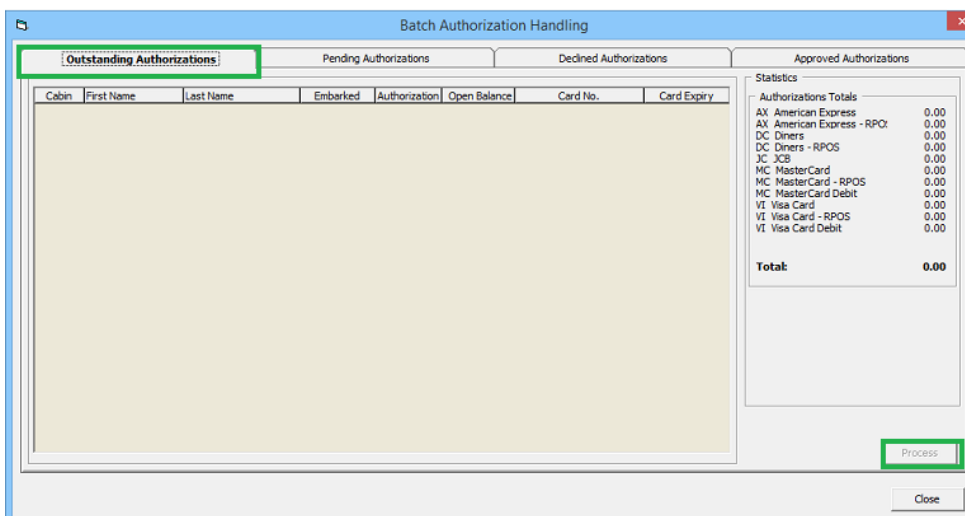 Batch Authorization Handling
Outstanding Authorizations Pending Authorizations Declined Authorizations Approved Authorizations
Statistics
Cabin First Name Last Name Embarked Authorization Open Balance Card No. Card Expiry
Authorizations Totals
AX American Express 0.00
AX American Express - RPO: 0.00
DC Diners 0.00
DC Diners - RPOS 0.00
JC JCB 0.00
MC MasterCard 0.00
MC MasterCard - RPOS 0.00
MC MasterCard Debit 0.00
VI Visa Card 0.00
VI Visa Card - RPOS 0.00
VI Visa Card Debit 0.00
Total: 0.00
Process
Close